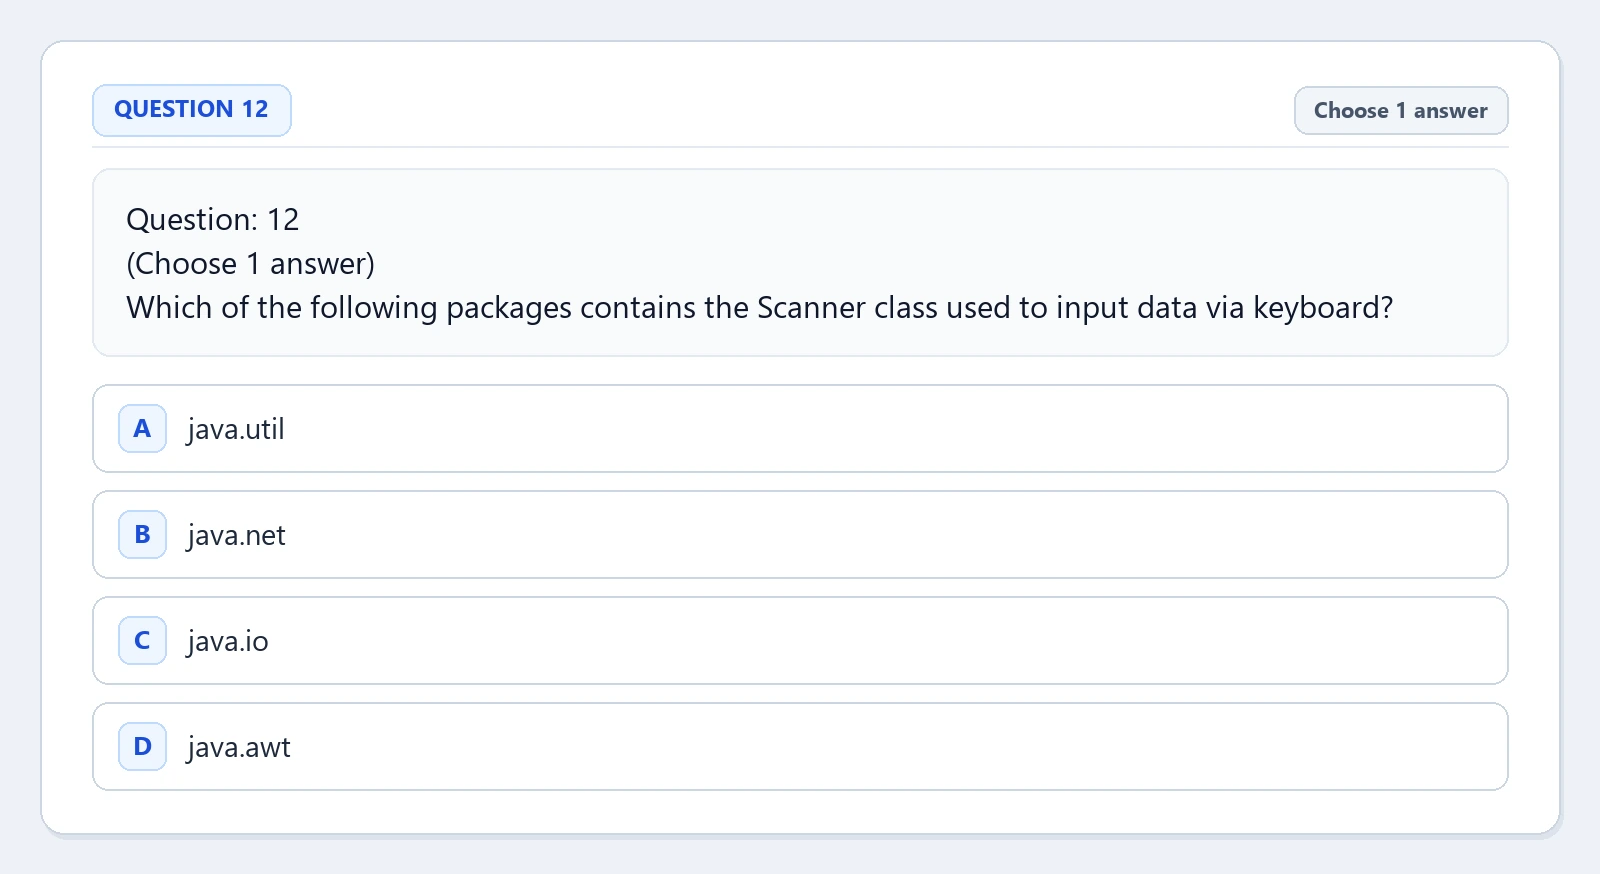 QUESTION 12
Choose 1 answer
Question: 12
(Choose 1 answer)
Which of the following packages contains the Scanner class used to input data via keyboard?
A java.util
B java.net
C java.io
D java.awt